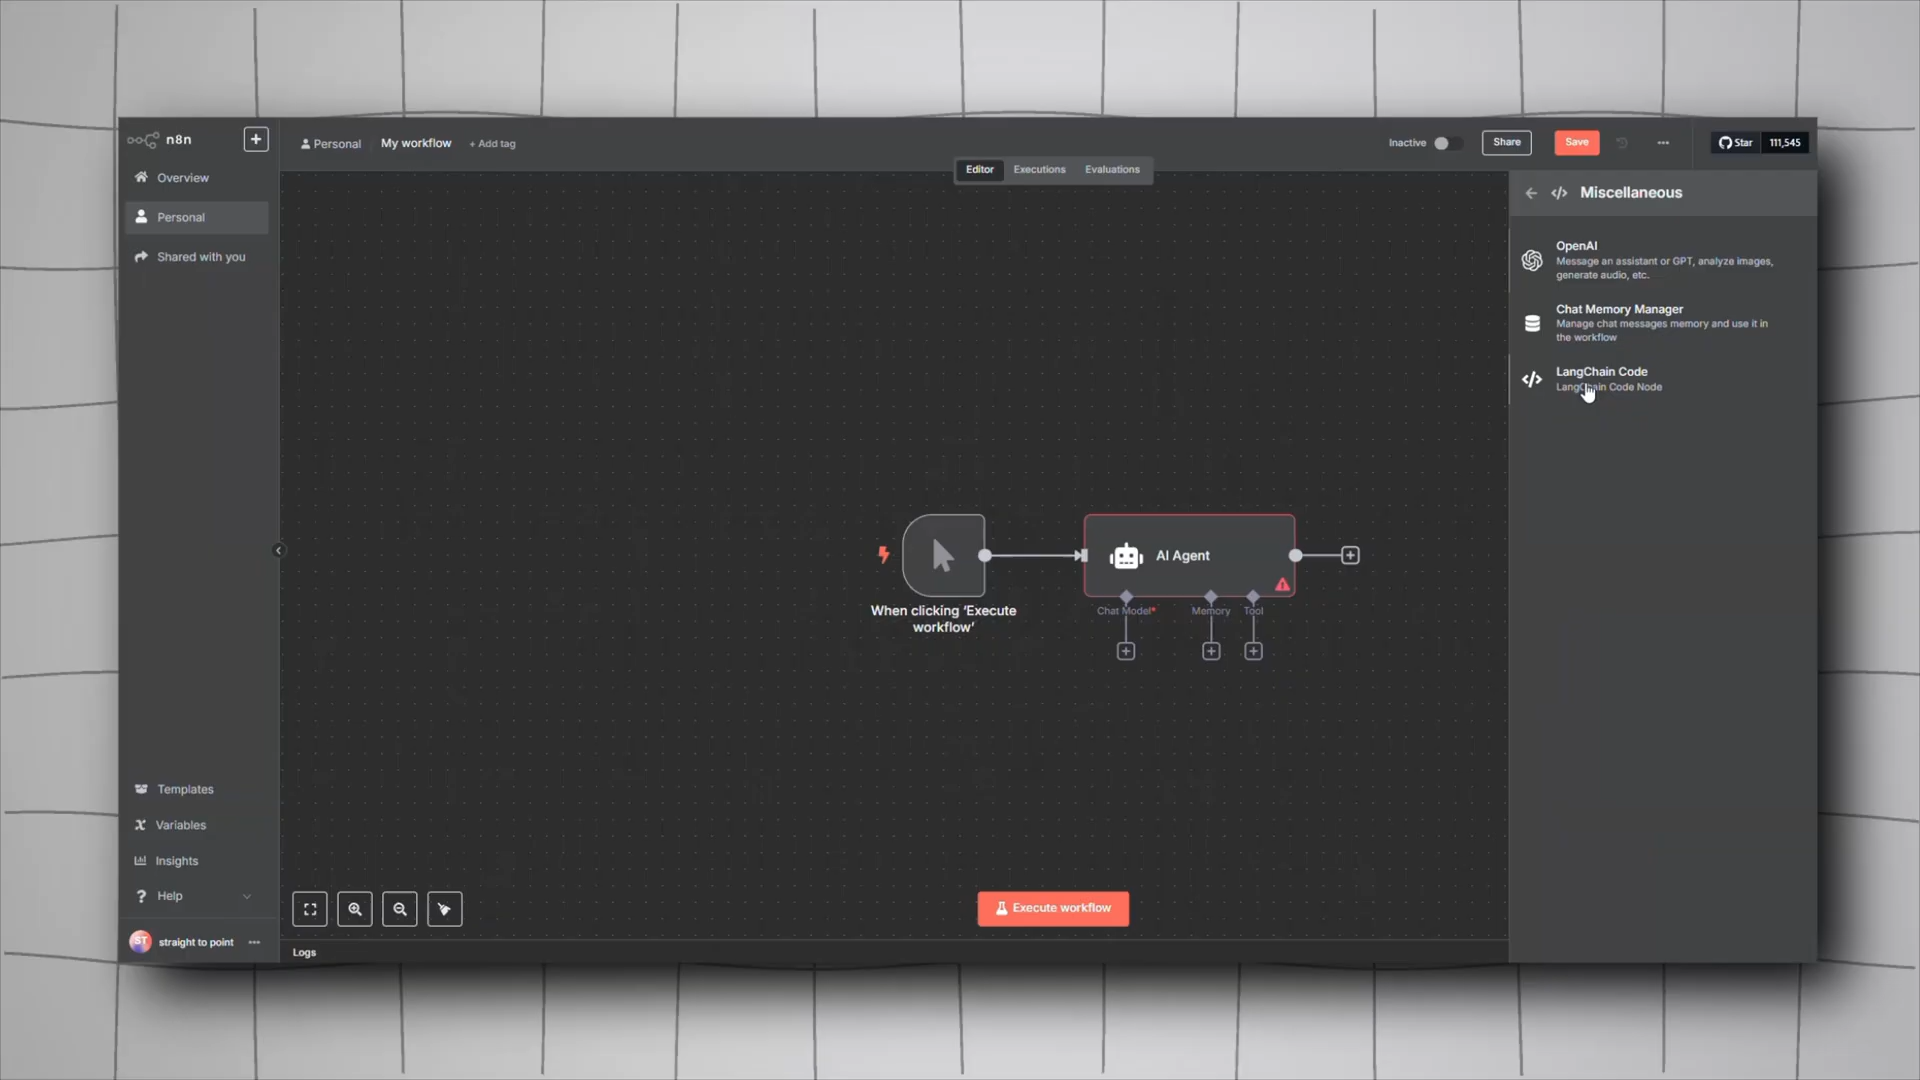 n8n
Overview
Personal
Shared with you
Templates
Variables
Insights
Help
ST
straight to point
Personal
My workflow
+ Add tag
Editor
Executions
Evaluations
Inactive
Share
Save
Star
111,545
When clicking ‘Execute
workflow’
AI Agent
Chat Model*
Memory
Tool
Execute workflow
Logs
Miscellaneous
OpenAI
Message an assistant or GPT, analyze images,
generate audio, etc.
Chat Memory Manager
Manage chat messages memory and use it in
the workflow
LangChain Code
LangChain Code Node